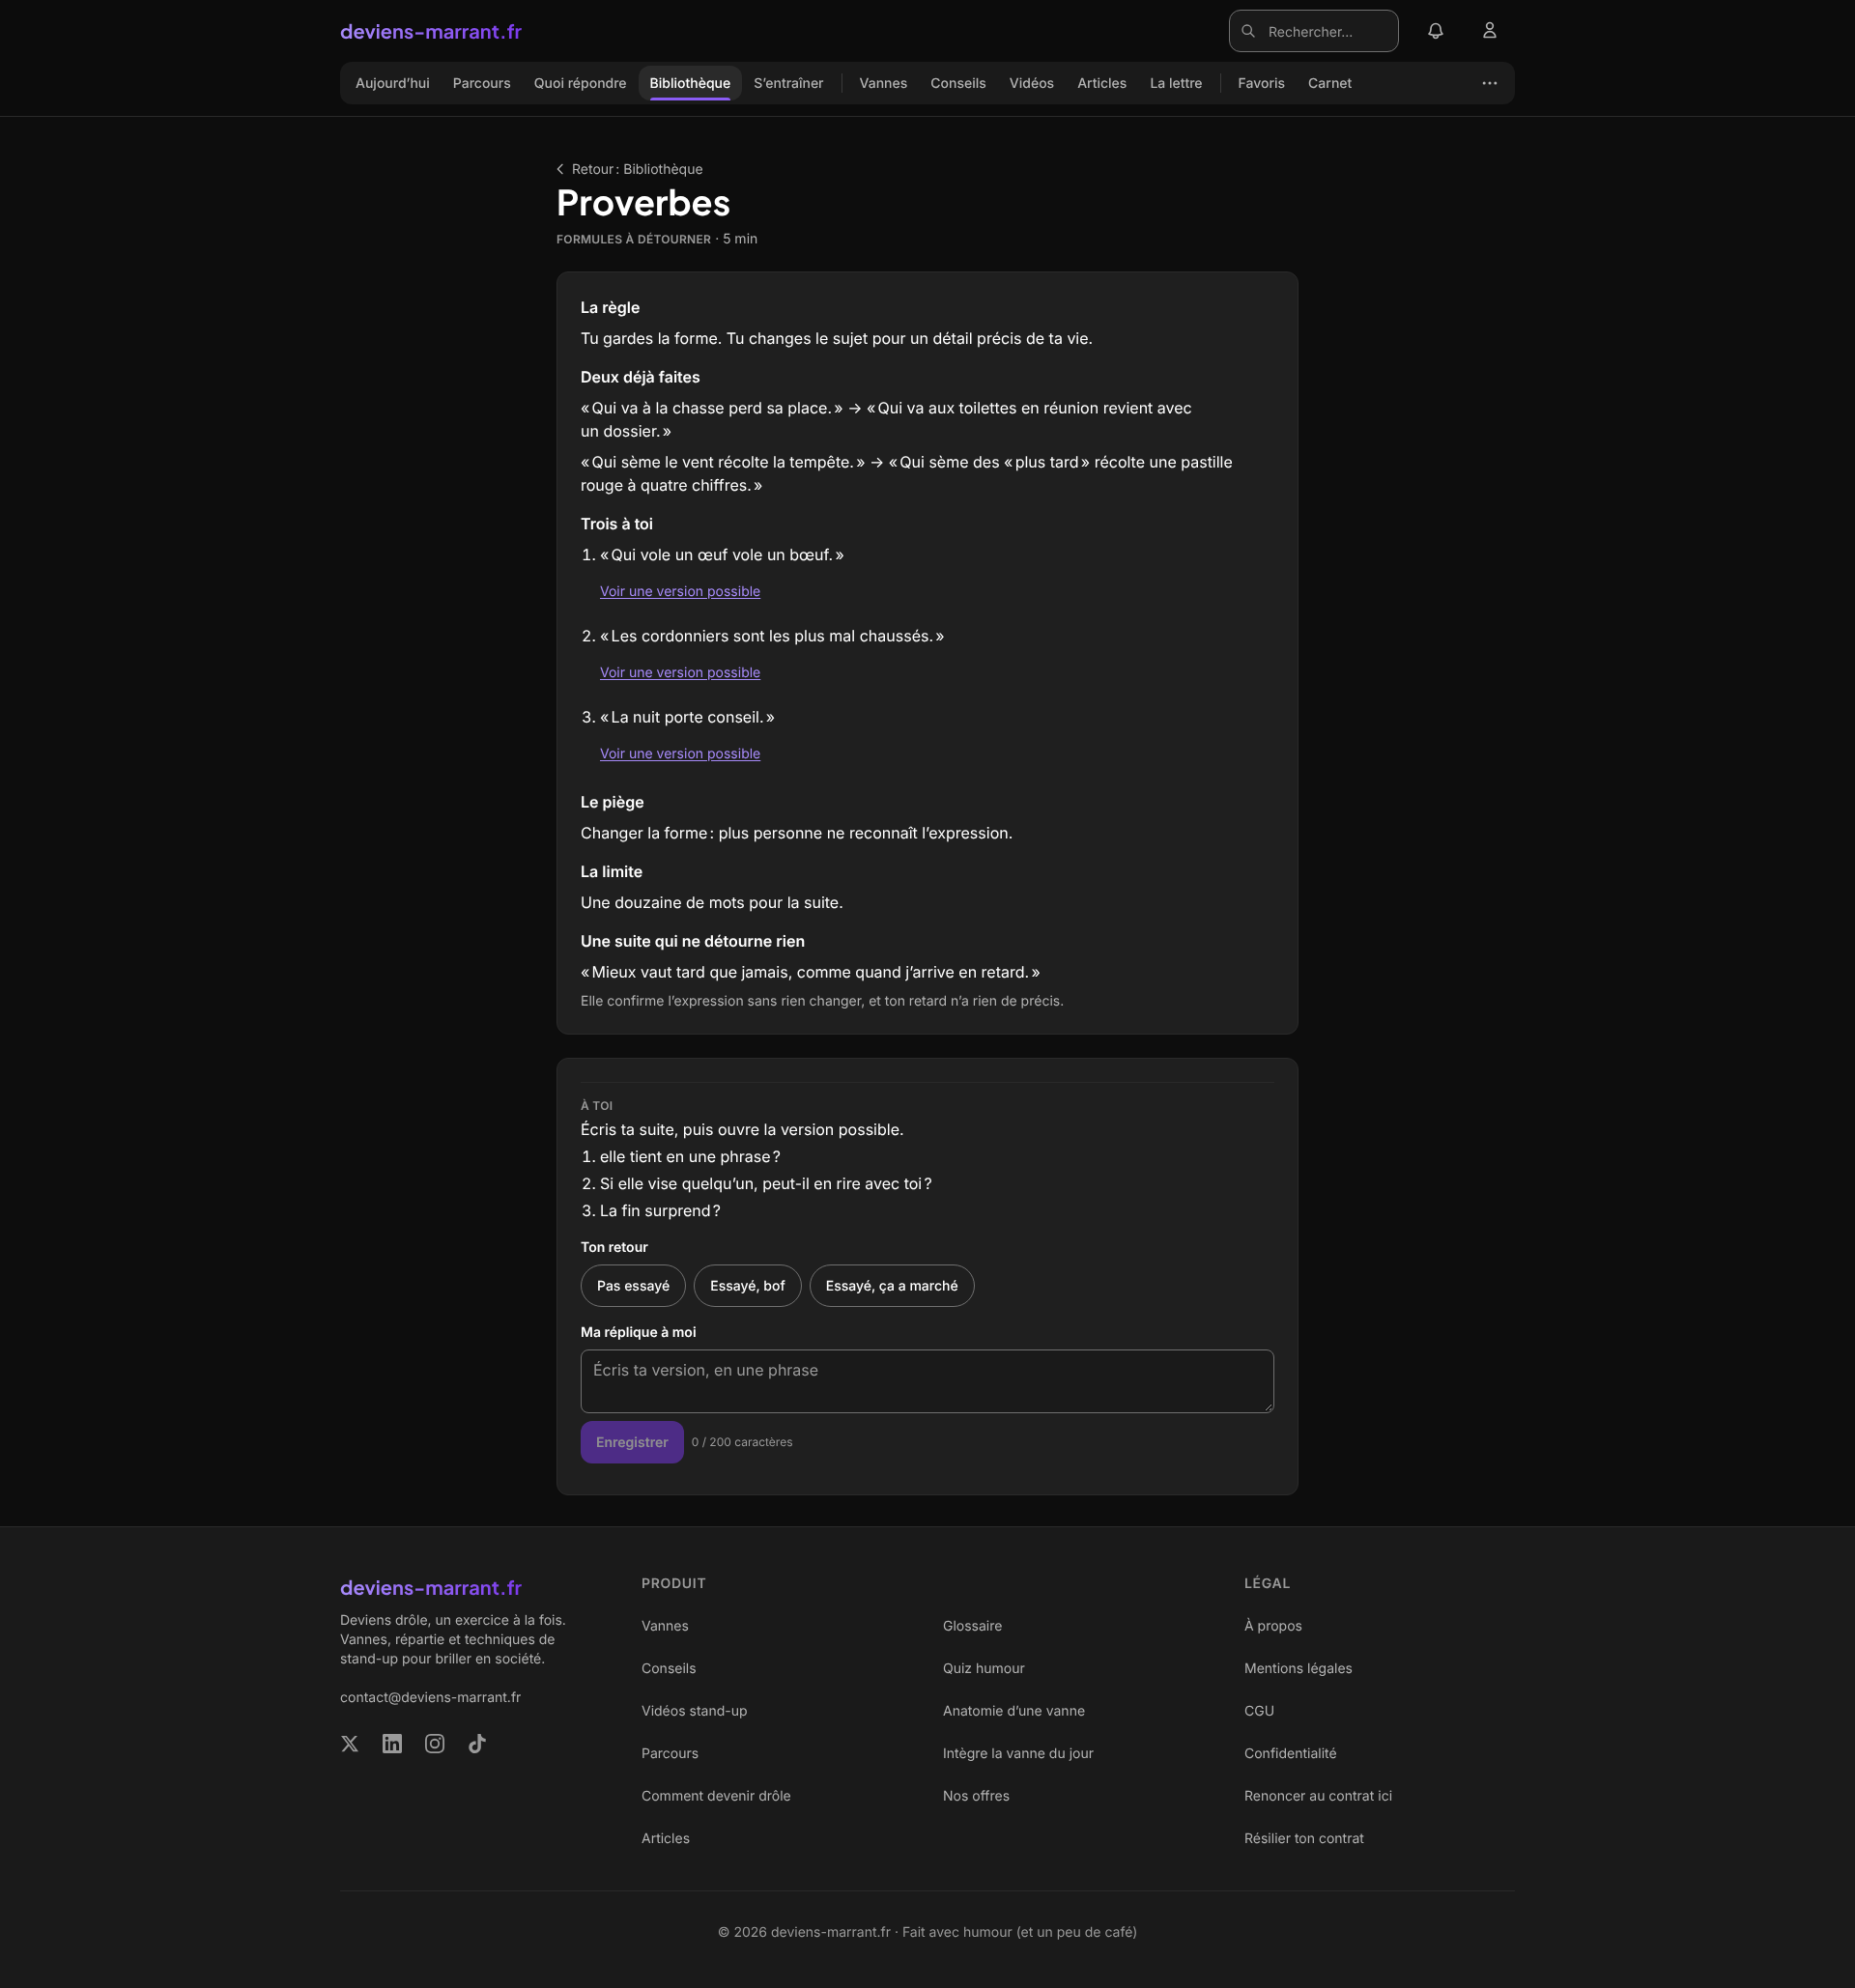 deviens-marrant.fr
Rechercher...
Aujourd’hui
Parcours
Quoi répondre
Bibliothèque
S’entraîner
Vannes
Conseils
Vidéos
Articles
La lettre
Favoris
Carnet
Retour : Bibliothèque
Proverbes
FORMULES À DÉTOURNER · 5 min
La règle
Tu gardes la forme. Tu changes le sujet pour un détail précis de ta vie.
Deux déjà faites
« Qui va à la chasse perd sa place. » → « Qui va aux toilettes en réunion revient avec
un dossier. »
« Qui sème le vent récolte la tempête. » → « Qui sème des « plus tard » récolte une pastille
rouge à quatre chiffres. »
Trois à toi
1. « Qui vole un œuf vole un bœuf. »
Voir une version possible
2. « Les cordonniers sont les plus mal chaussés. »
Voir une version possible
3. « La nuit porte conseil. »
Voir une version possible
Le piège
Changer la forme : plus personne ne reconnaît l’expression.
La limite
Une douzaine de mots pour la suite.
Une suite qui ne détourne rien
« Mieux vaut tard que jamais, comme quand j’arrive en retard. »
Elle confirme l’expression sans rien changer, et ton retard n’a rien de précis.
À TOI
Écris ta suite, puis ouvre la version possible.
1. elle tient en une phrase ?
2. Si elle vise quelqu’un, peut-il en rire avec toi ?
3. La fin surprend ?
Ton retour
Pas essayé
Essayé, bof
Essayé, ça a marché
Ma réplique à moi
Écris ta version, en une phrase
Enregistrer
0 / 200 caractères
deviens-marrant.fr
Deviens drôle, un exercice à la fois.
Vannes, répartie et techniques de
stand-up pour briller en société.
contact@deviens-marrant.fr
PRODUIT
Vannes
Conseils
Vidéos stand-up
Parcours
Comment devenir drôle
Articles
Glossaire
Quiz humour
Anatomie d’une vanne
Intègre la vanne du jour
Nos offres
LÉGAL
À propos
Mentions légales
CGU
Confidentialité
Renoncer au contrat ici
Résilier ton contrat
© 2026 deviens-marrant.fr · Fait avec humour (et un peu de café)